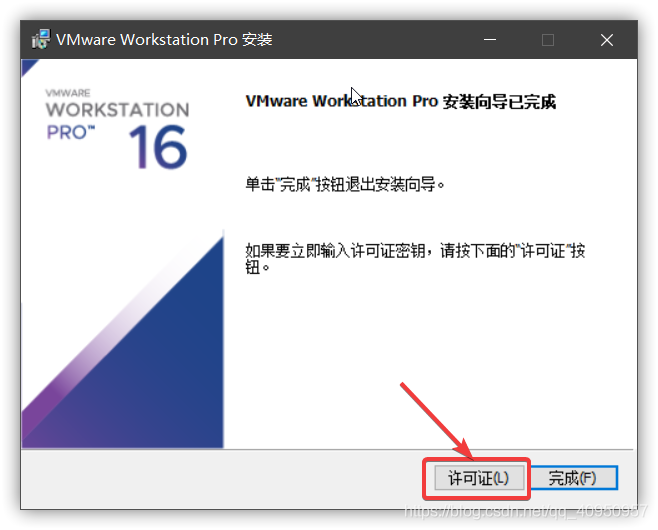 VMware Workstation Pro 安装
VMWARE
WORKSTATION
PRO™ 16
VMware Workstation Pro 安装向导已完成
单击"完成"按钮退出安装向导。
如果要立即输入许可证密钥，请按下面的"许可证"按
钮。
许可证(L) 完成(F)
https://blog.csdn.net/qq_40950957